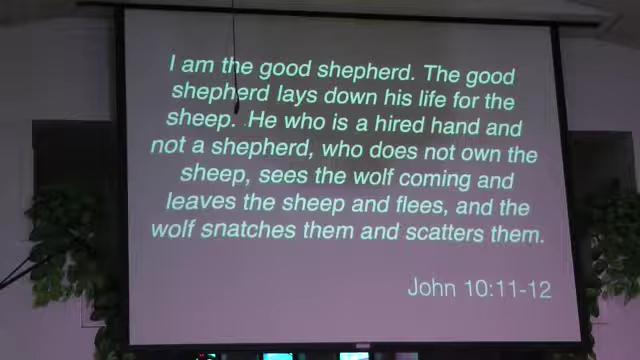 I am the good shepherd. The good
shepherd lays down his life for the
sheep. He who is a hired hand and
not a shepherd, who does not own the
sheep, sees the wolf coming and
leaves the sheep and flees, and the
wolf snatches them and scatters them.
John 10:11-12